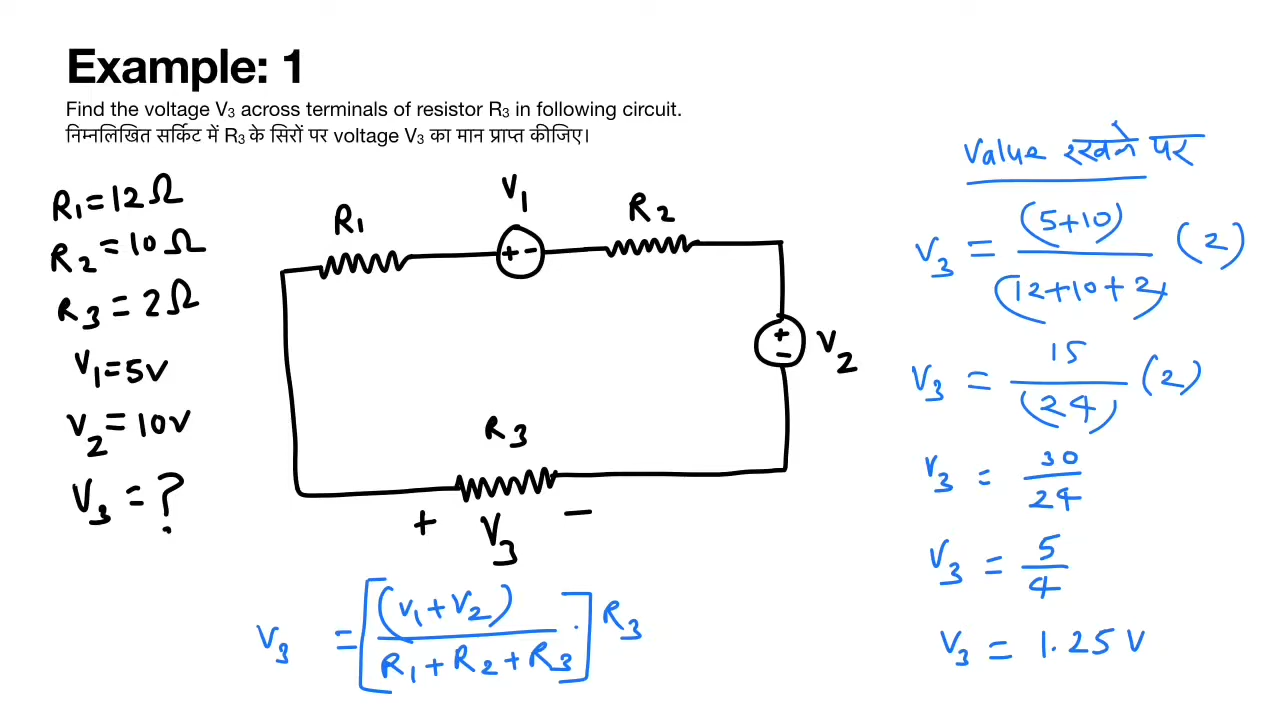 Example: 1
Find the voltage V3 across terminals of resistor R3 in following circuit.
निम्नलिखित सर्किट में R3 के सिरों पर voltage V3 का मान प्राप्त कीजिए।
R1 = 12 Ω
R2 = 10 Ω
R3 = 2 Ω
V1 = 5v
V2 = 10v
V3 = ?
R1
V1
R2
+ -
+
-
V2
R3
+ V3 -
V3 = [(V1 + V2) / R1 + R2 + R3 .] R3
Value रखने पर
V3 = (5+10) / (12+10+2) (2)
V3 = 15 / (24) (2)
V3 = 30 / 24
V3 = 5 / 4
V3 = 1.25 V